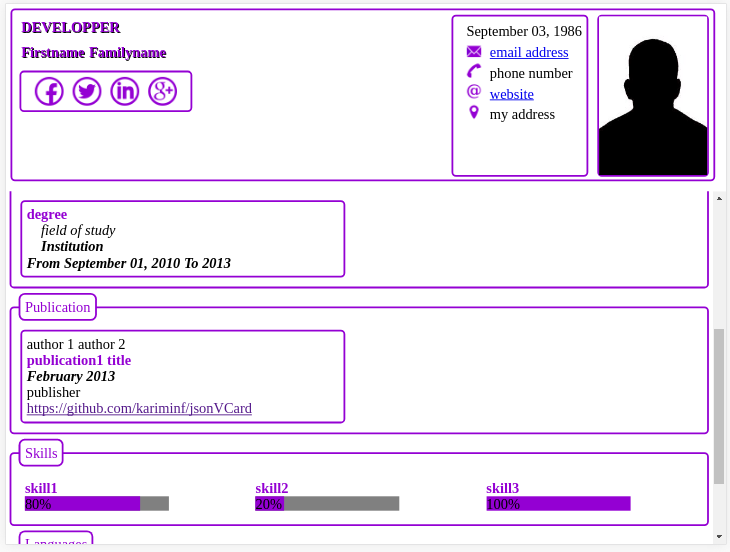 DEVELOPPER
Firstname Familyname
September 03, 1986
email address
phone number
website
my address
degree
field of study
Institution
From September 01, 2010 To 2013
Publication
author 1 author 2
publication1 title
February 2013
publisher
https://github.com/kariminf/jsonVCard
Skills
skill1
80%
skill2
20%
skill3
100%
Languages